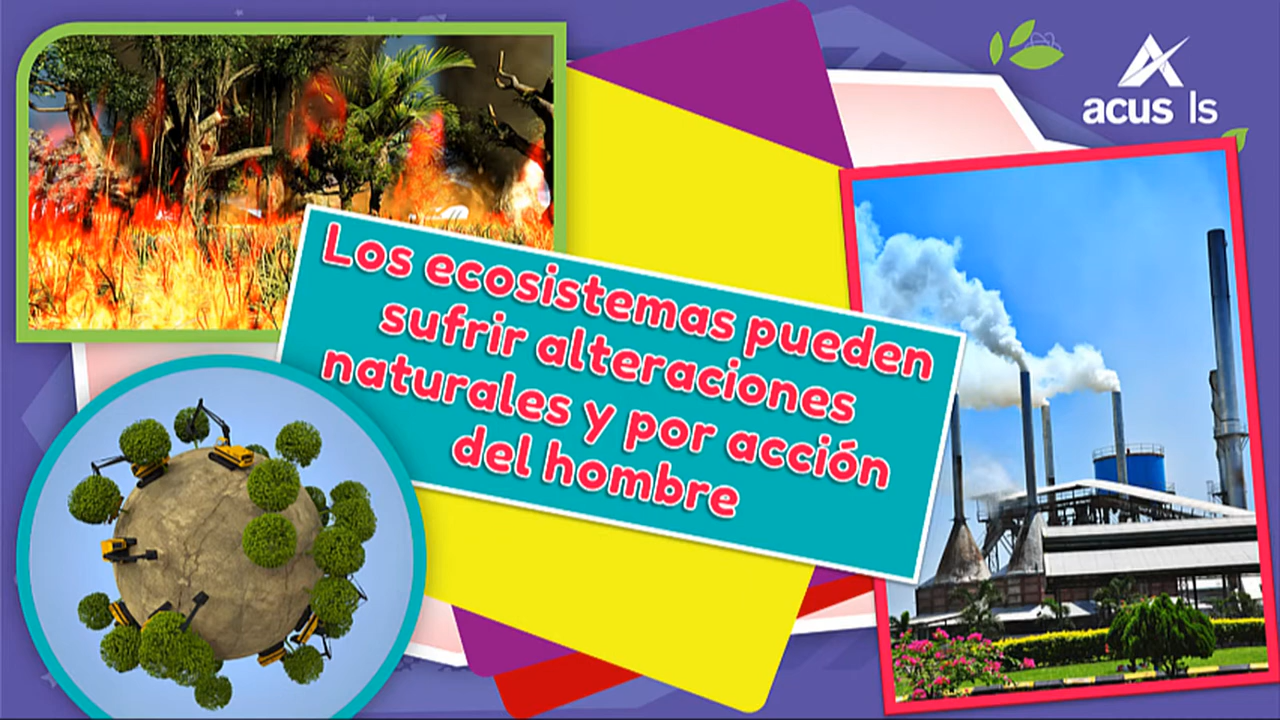 acus ls
Los ecosistemas pueden
sufrir alteraciones
naturales y por acción
del hombre